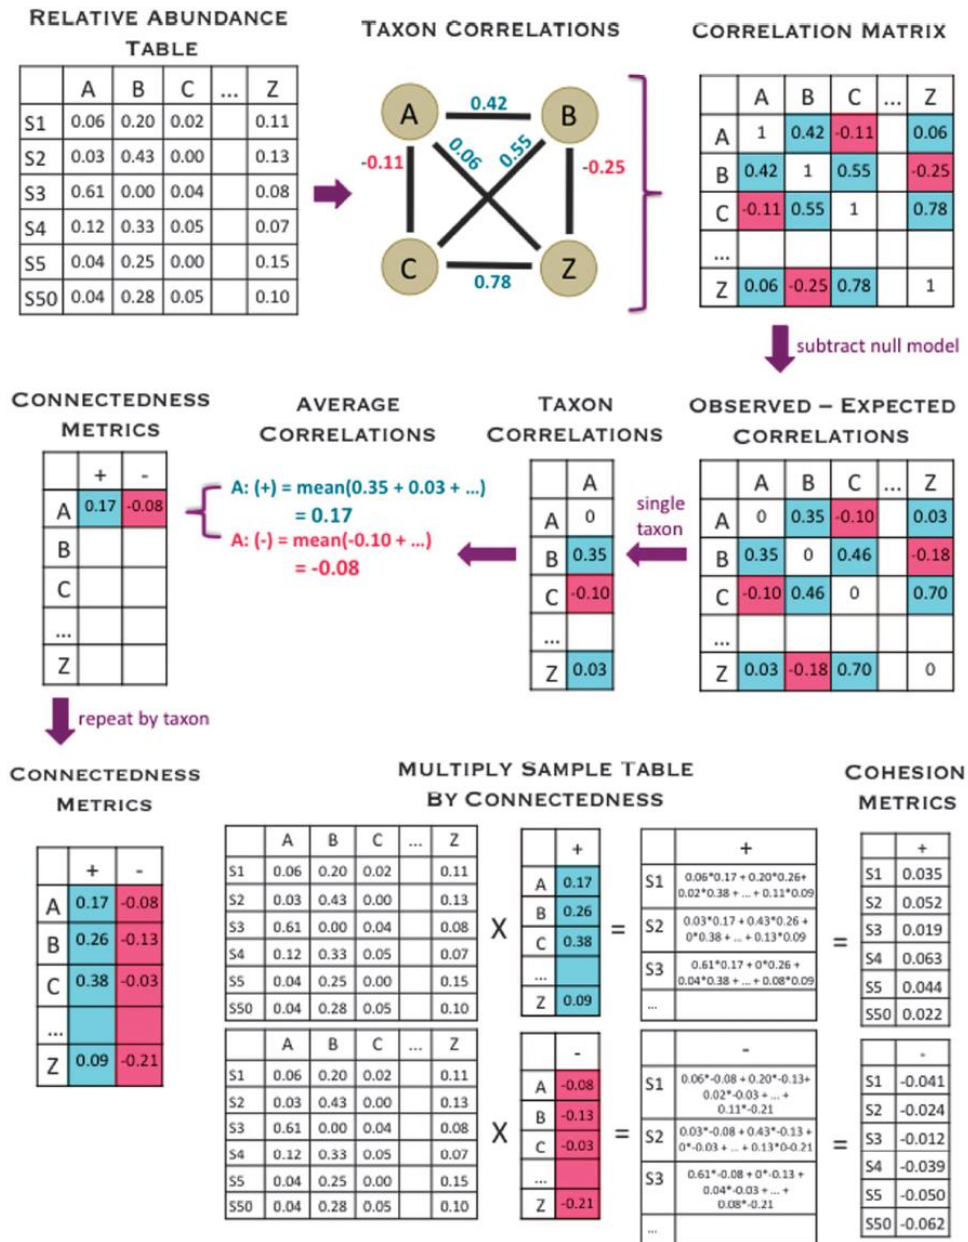 RELATIVE ABUNDANCE
TABLE
A B C ... Z
S1 0.06 0.20 0.02 0.11
S2 0.03 0.43 0.00 0.13
S3 0.61 0.00 0.04 0.08
S4 0.12 0.33 0.05 0.07
S5 0.04 0.25 0.00 0.15
S50 0.04 0.28 0.05 0.10
TAXON CORRELATIONS
A 0.42 B
-0.11 0.06 0.55 -0.25
C 0.78 Z
CORRELATION MATRIX
A B C ... Z
A 1 0.42 -0.11 0.06
B 0.42 1 0.55 -0.25
C -0.11 0.55 1 0.78
...
Z 0.06 -0.25 0.78 1
subtract null model
OBSERVED – EXPECTED
CORRELATIONS
A B C ... Z
A 0 0.35 -0.10 0.03
B 0.35 0 0.46 -0.18
C -0.10 0.46 0 0.70
...
Z 0.03 -0.18 0.70 0
single
taxon
TAXON
CORRELATIONS
A
A 0
B 0.35
C -0.10
...
Z 0.03
AVERAGE
CORRELATIONS
A: (+) = mean(0.35 + 0.03 + ...)
= 0.17
A: (-) = mean(-0.10 + ...)
= -0.08
CONNECTEDNESS
METRICS
+ -
A 0.17 -0.08
B
C
...
Z
repeat by taxon
CONNECTEDNESS
METRICS
+ -
A 0.17 -0.08
B 0.26 -0.13
C 0.38 -0.03
...
Z 0.09 -0.21
MULTIPLY SAMPLE TABLE
BY CONNECTEDNESS
A B C ... Z
S1 0.06 0.20 0.02 0.11
S2 0.03 0.43 0.00 0.13
S3 0.61 0.00 0.04 0.08
S4 0.12 0.33 0.05 0.07
S5 0.04 0.25 0.00 0.15
S50 0.04 0.28 0.05 0.10
X
+
A 0.17
B 0.26
C 0.38
...
Z 0.09
=
+
S1 0.06*0.17 + 0.20*0.26+
0.02*0.38 + ... + 0.11*0.09
S2 0.03*0.17 + 0.43*0.26 +
0*0.38 + ... + 0.13*0.09
S3 0.61*0.17 + 0*0.26 +
0.04*0.38 + ... + 0.08*0.09
...
=
COHESION
METRICS
+
S1 0.035
S2 0.052
S3 0.019
S4 0.063
S5 0.044
S50 0.022
A B C ... Z
S1 0.06 0.20 0.02 0.11
S2 0.03 0.43 0.00 0.13
S3 0.61 0.00 0.04 0.08
S4 0.12 0.33 0.05 0.07
S5 0.04 0.25 0.00 0.15
S50 0.04 0.28 0.05 0.10
X
-
A -0.08
B -0.13
C -0.03
...
Z -0.21
=
-
S1 0.06*-0.08 + 0.20*-0.13+
0.02*-0.03 + ... +
0.11*-0.21
S2 0.03*-0.08 + 0.43*-0.13 +
0*-0.03 + ... + 0.13*0-0.21
S3 0.61*-0.08 + 0*-0.13 +
0.04*-0.03 + ... +
0.08*-0.21
...
=
-
S1 -0.041
S2 -0.024
S3 -0.012
S4 -0.039
S5 -0.050
S50 -0.062